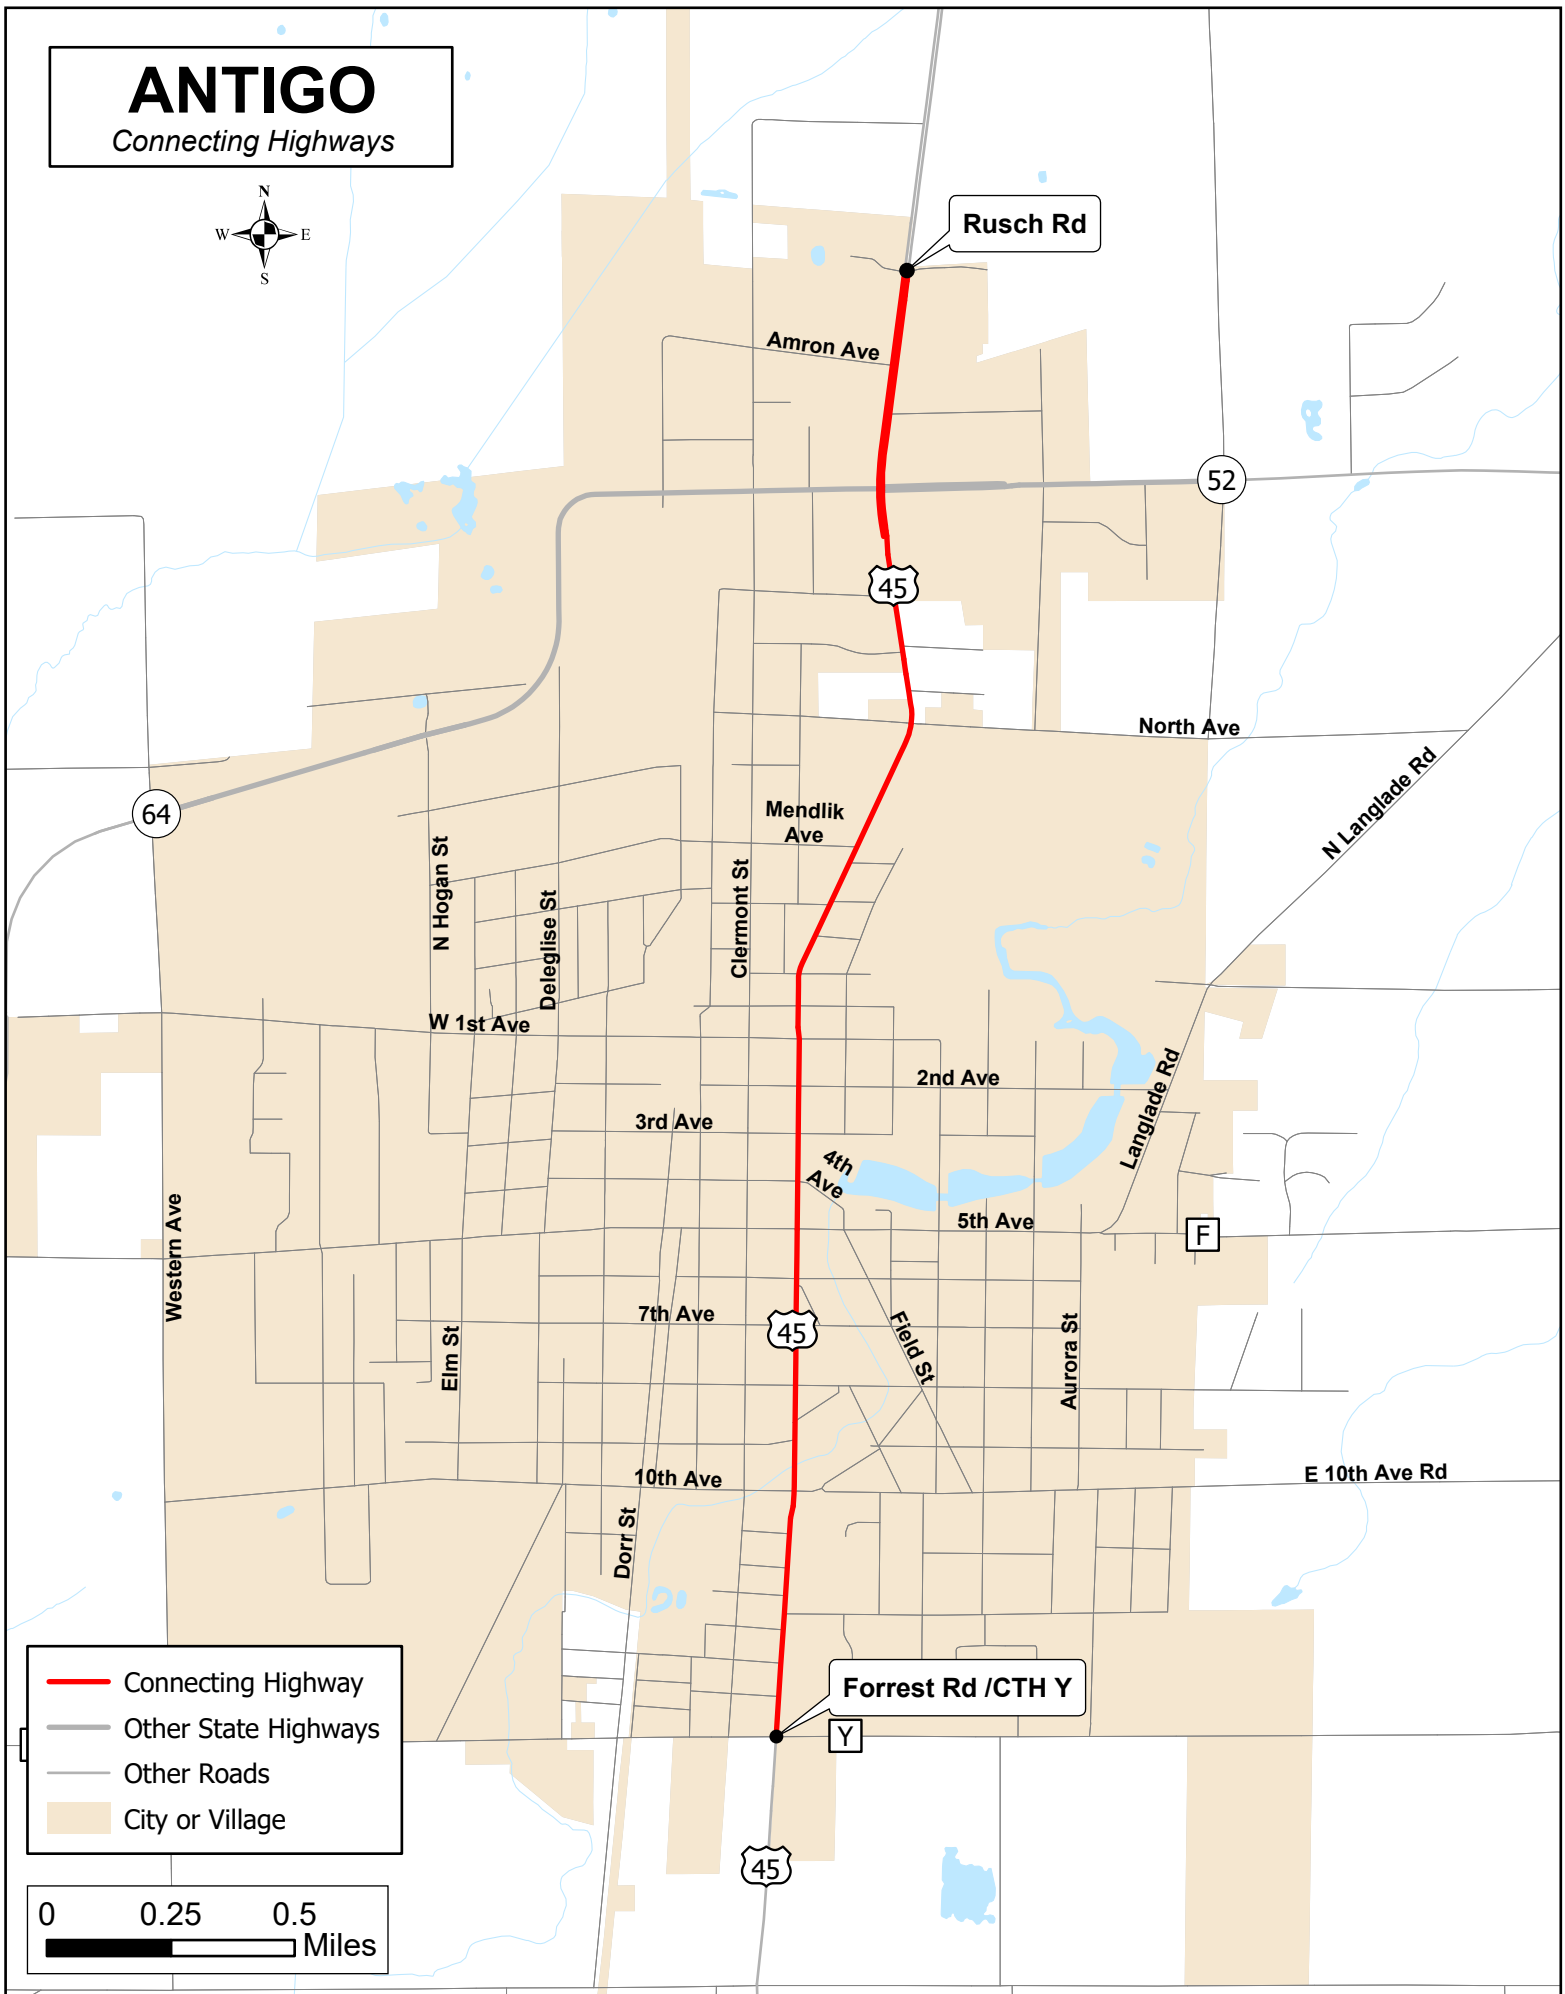 ANTIGO
Connecting Highways
N
W E
S
Rusch Rd
Amron Ave
52
45
North Ave
N Langlade Rd
64
Mendlik
Ave
N Hogan St
Deleglise St
Clermont St
W 1st Ave
2nd Ave
3rd Ave
4th
Ave
Langlade Rd
5th Ave
F
Western Ave
7th Ave
45
Field St
Elm St
Aurora St
10th Ave
E 10th Ave Rd
Dorr St
Forrest Rd /CTH Y
Y
Connecting Highway
Other State Highways
Other Roads
City or Village
45
0 0.25 0.5
Miles